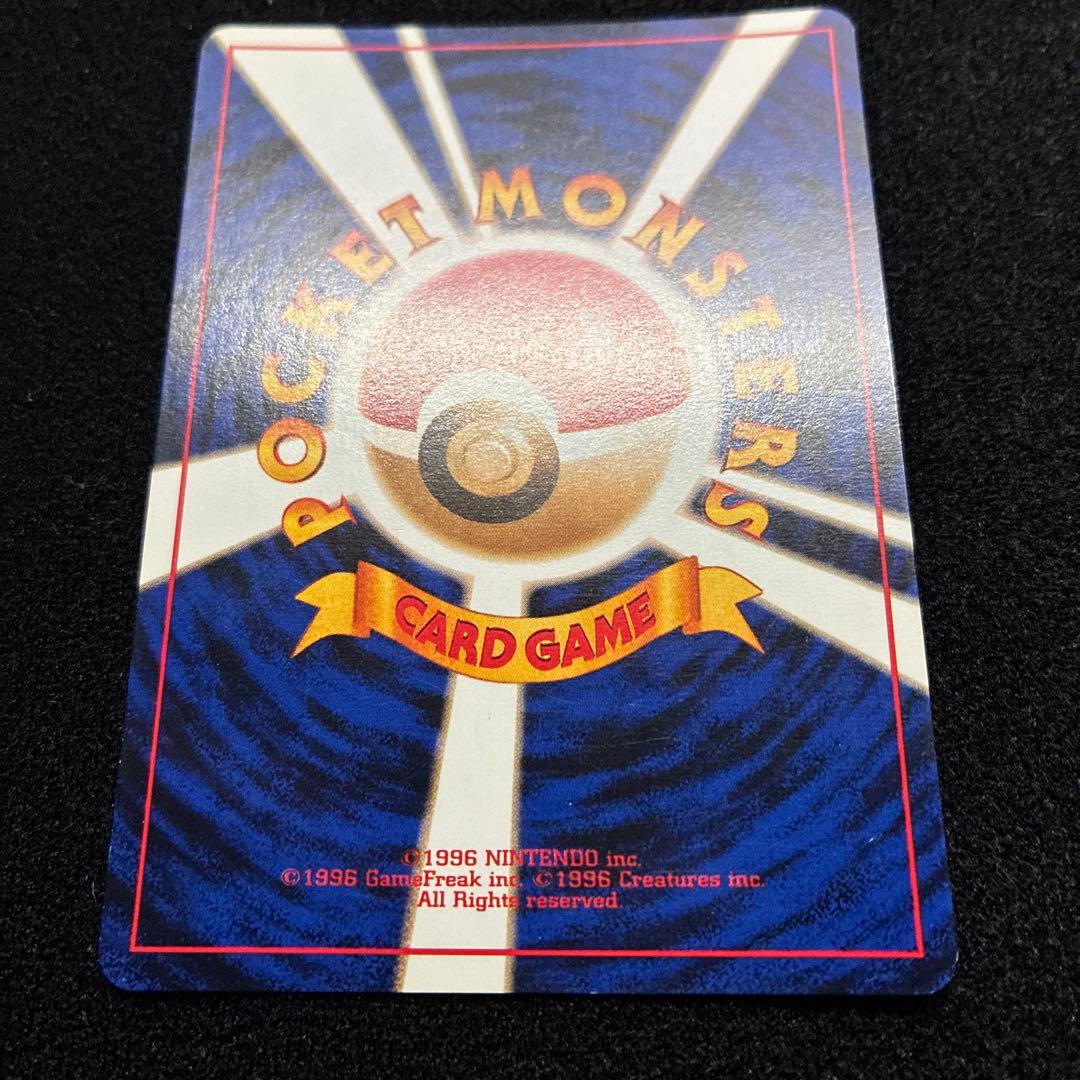 POCKET MONSTERS
CARD GAME
©1996 NINTENDO inc.
©1996 GameFreak inc. ©1996 Creatures inc.
All Rights reserved.